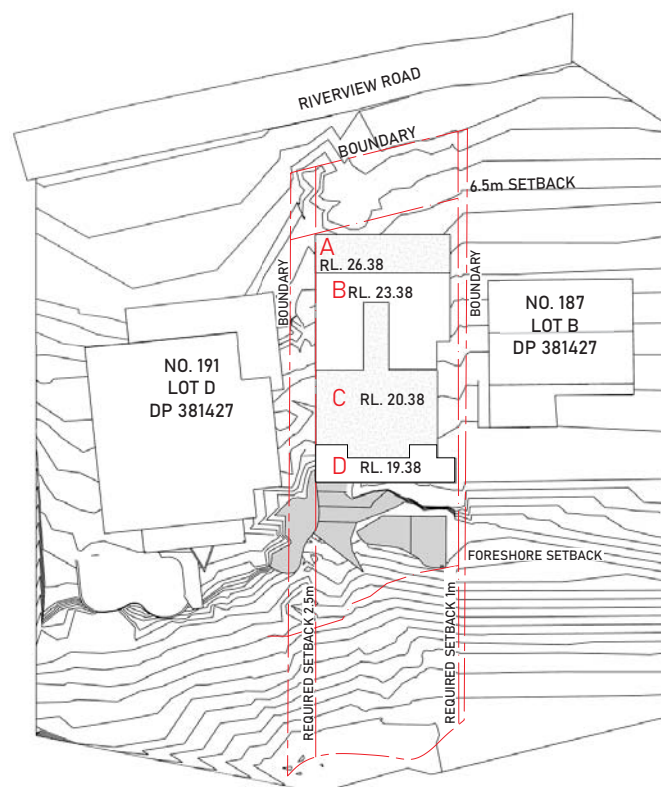 RIVERVIEW ROAD
BOUNDARY
6.5m SETBACK
A
RL. 26.38
B RL. 23.38
BOUNDARY
BOUNDARY
NO. 187
LOT B
DP 381427
NO. 191
LOT D
DP 381427
C RL. 20.38
D RL. 19.38
FORESHORE SETBACK
REQUIRED SETBACK 2.5m
REQUIRED SETBACK 1m